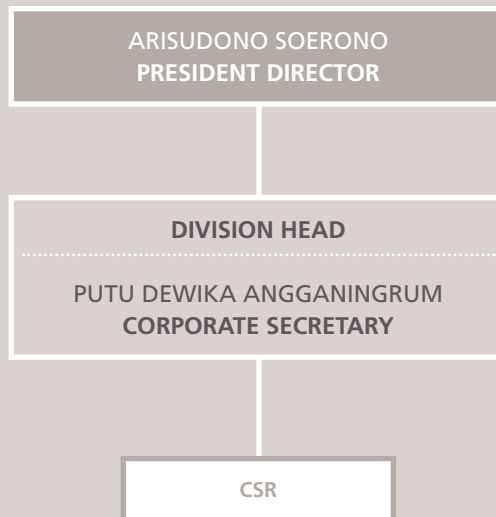 ARISUDONO SOERONO
PRESIDENT DIRECTOR
DIVISION HEAD
PUTU DEWIKA ANGGANINGRUM
CORPORATE SECRETARY
CSR